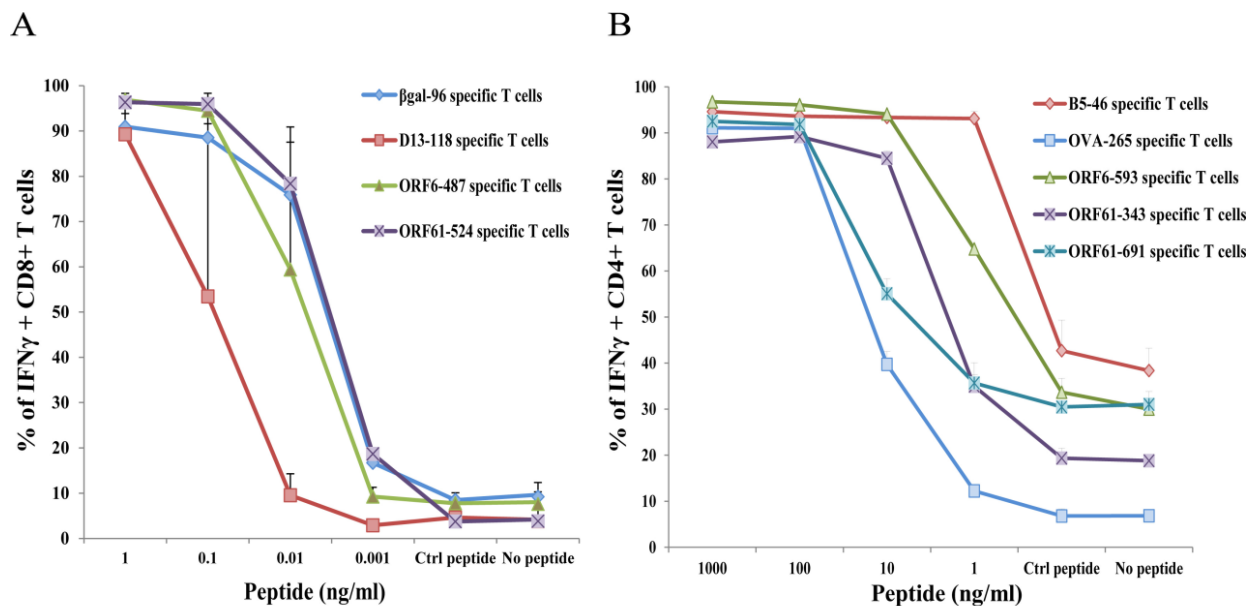 A
% of IFNγ + CD8+ T cells
100
90
80
70
60
50
40
30
20
10
0
1 0.1 0.01 0.001 Ctrl peptide No peptide
Peptide (ng/ml)
βgal-96 specific T cells
D13-118 specific T cells
ORF6-487 specific T cells
ORF61-524 specific T cells
B
% of IFNγ + CD4+ T cells
100
90
80
70
60
50
40
30
20
10
0
1000 100 10 1 Ctrl peptide No peptide
Peptide (ng/ml)
B5-46 specific T cells
OVA-265 specific T cells
ORF6-593 specific T cells
ORF61-343 specific T cells
ORF61-691 specific T cells